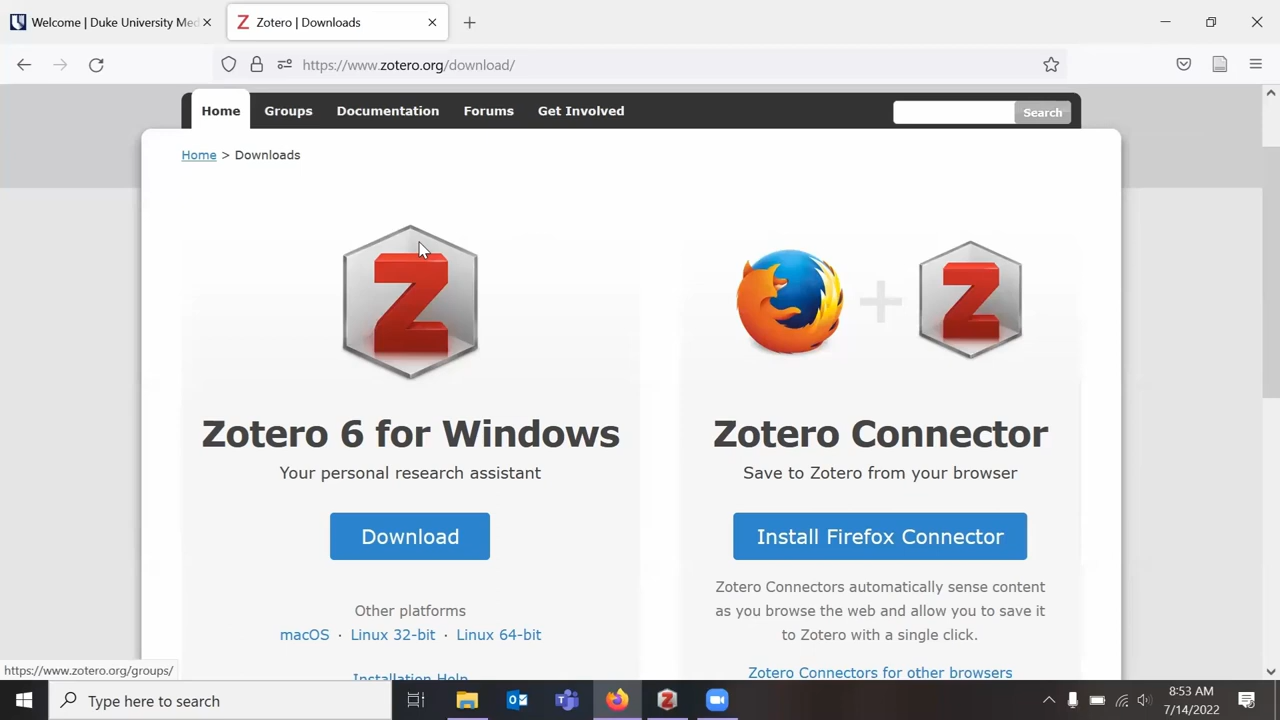 Welcome | Duke University Med
Zotero | Downloads
https://www.zotero.org/download/
Home
Groups
Documentation
Forums
Get Involved
Search
Home > Downloads
Z
Z
Zotero 6 for Windows
Your personal research assistant
Download
Other platforms
macOS · Linux 32-bit · Linux 64-bit
Installation Help
Zotero Connector
Save to Zotero from your browser
Install Firefox Connector
Zotero Connectors automatically sense content
as you browse the web and allow you to save it
to Zotero with a single click.
Zotero Connectors for other browsers
https://www.zotero.org/groups/
Type here to search
8:53 AM
7/14/2022